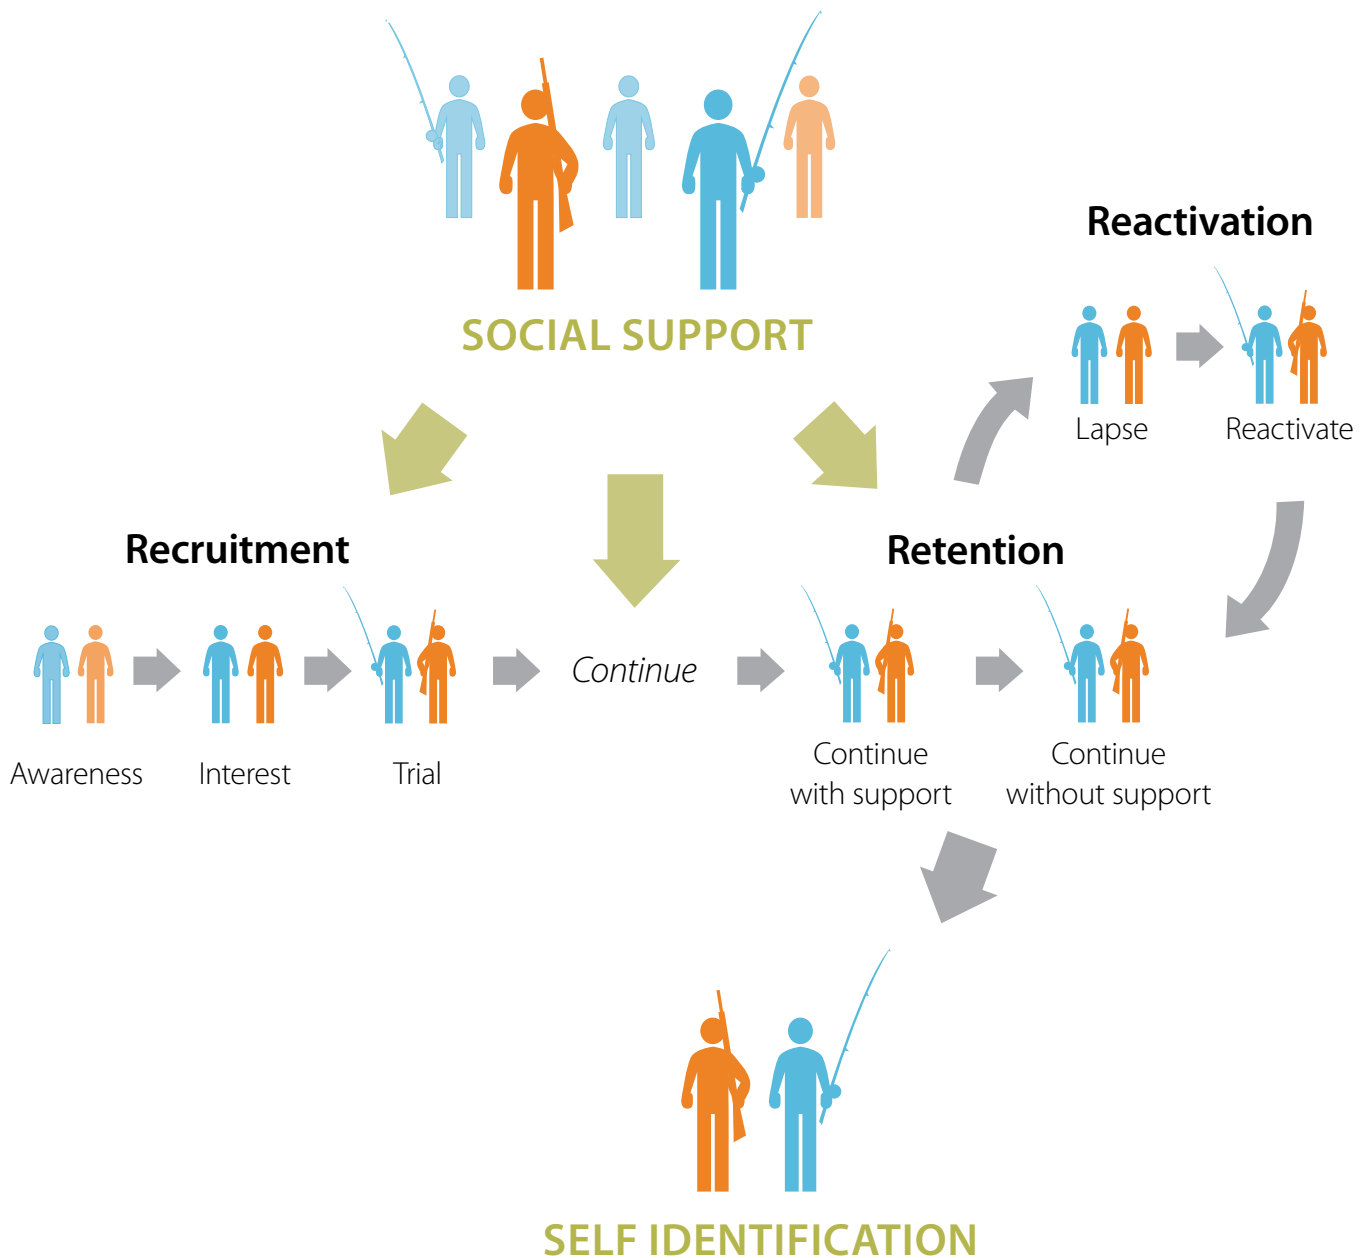 SOCIAL SUPPORT
Reactivation
Lapse
Reactivate
Recruitment
Retention
Continue
Awareness
Interest
Trial
Continue
with support
Continue
without support
SELF IDENTIFICATION